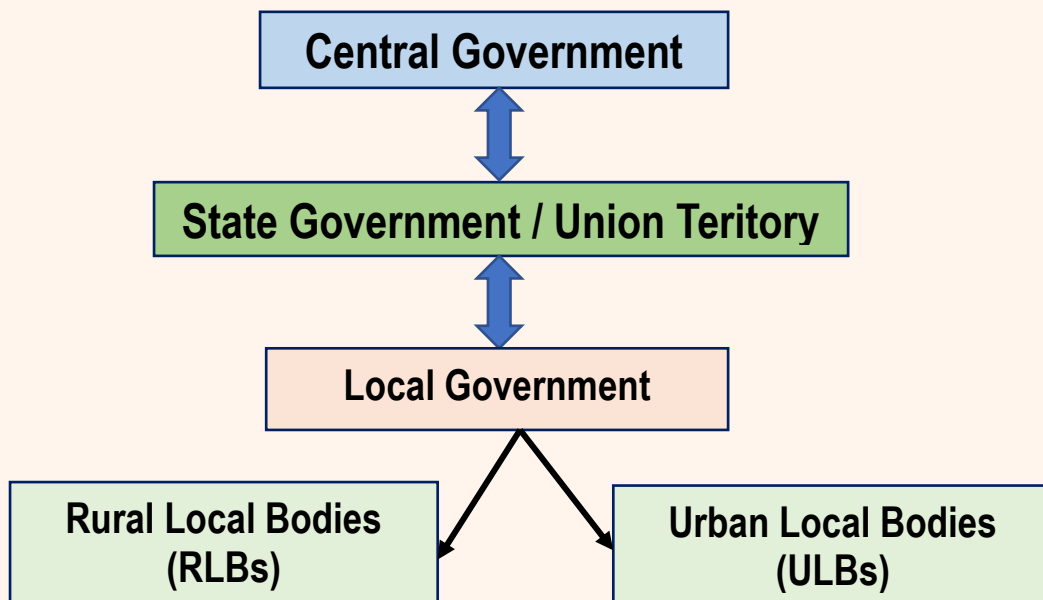 Central Government
State Government / Union Teritory
Local Government
Rural Local Bodies
(RLBs)
Urban Local Bodies
(ULBs)